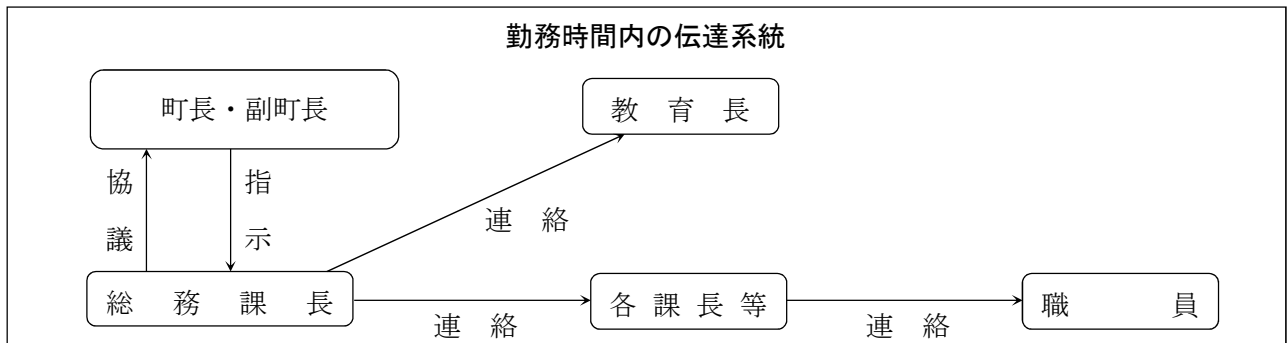 勤務時間内の伝達系統
町長・副町長
教育長
協議
指示
連絡
総務課長
各課長等
職員
連絡
連絡